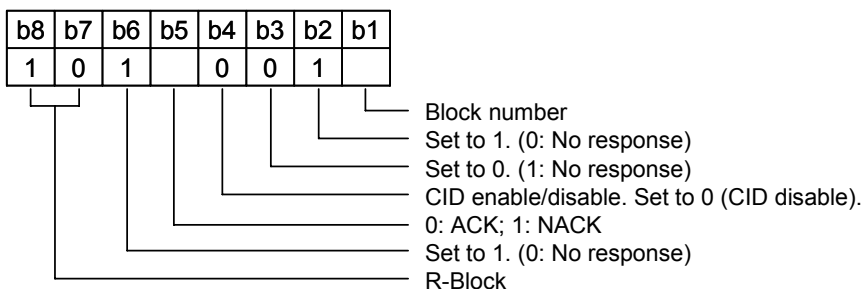 b8 b7 b6 b5 b4 b3 b2 b1
1 0 1 0 0 1
Block number
Set to 1. (0: No response)
Set to 0. (1: No response)
CID enable/disable. Set to 0 (CID disable).
0: ACK; 1: NACK
Set to 1. (0: No response)
R-Block